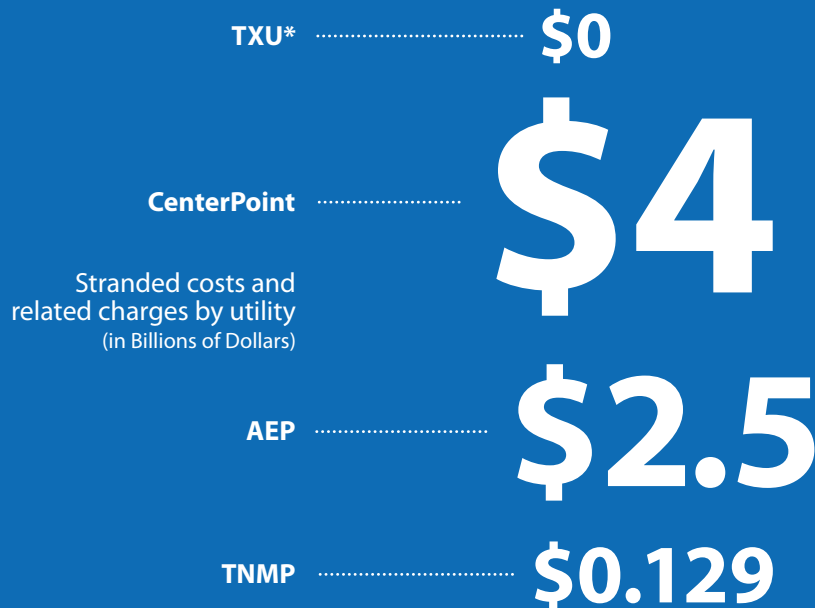 TXU* $0
CenterPoint $4
Stranded costs and
related charges by utility
(in Billions of Dollars)
AEP $2.5
TNMP $0.129